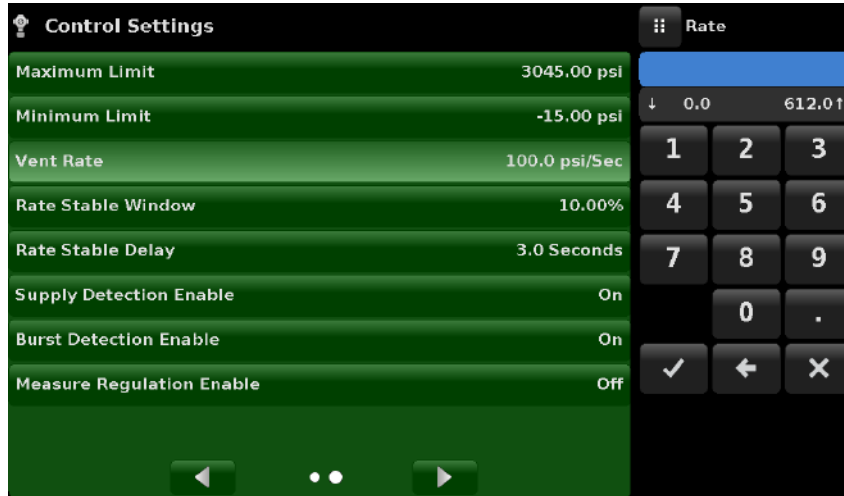 Control Settings
Maximum Limit 3045.00 psi
Minimum Limit -15.00 psi
Vent Rate 100.0 psi/Sec
Rate Stable Window 10.00%
Rate Stable Delay 3.0 Seconds
Supply Detection Enable On
Burst Detection Enable On
Measure Regulation Enable Off
Rate
↓ 0.0 612.0↑
1 2 3
4 5 6
7 8 9
0 .